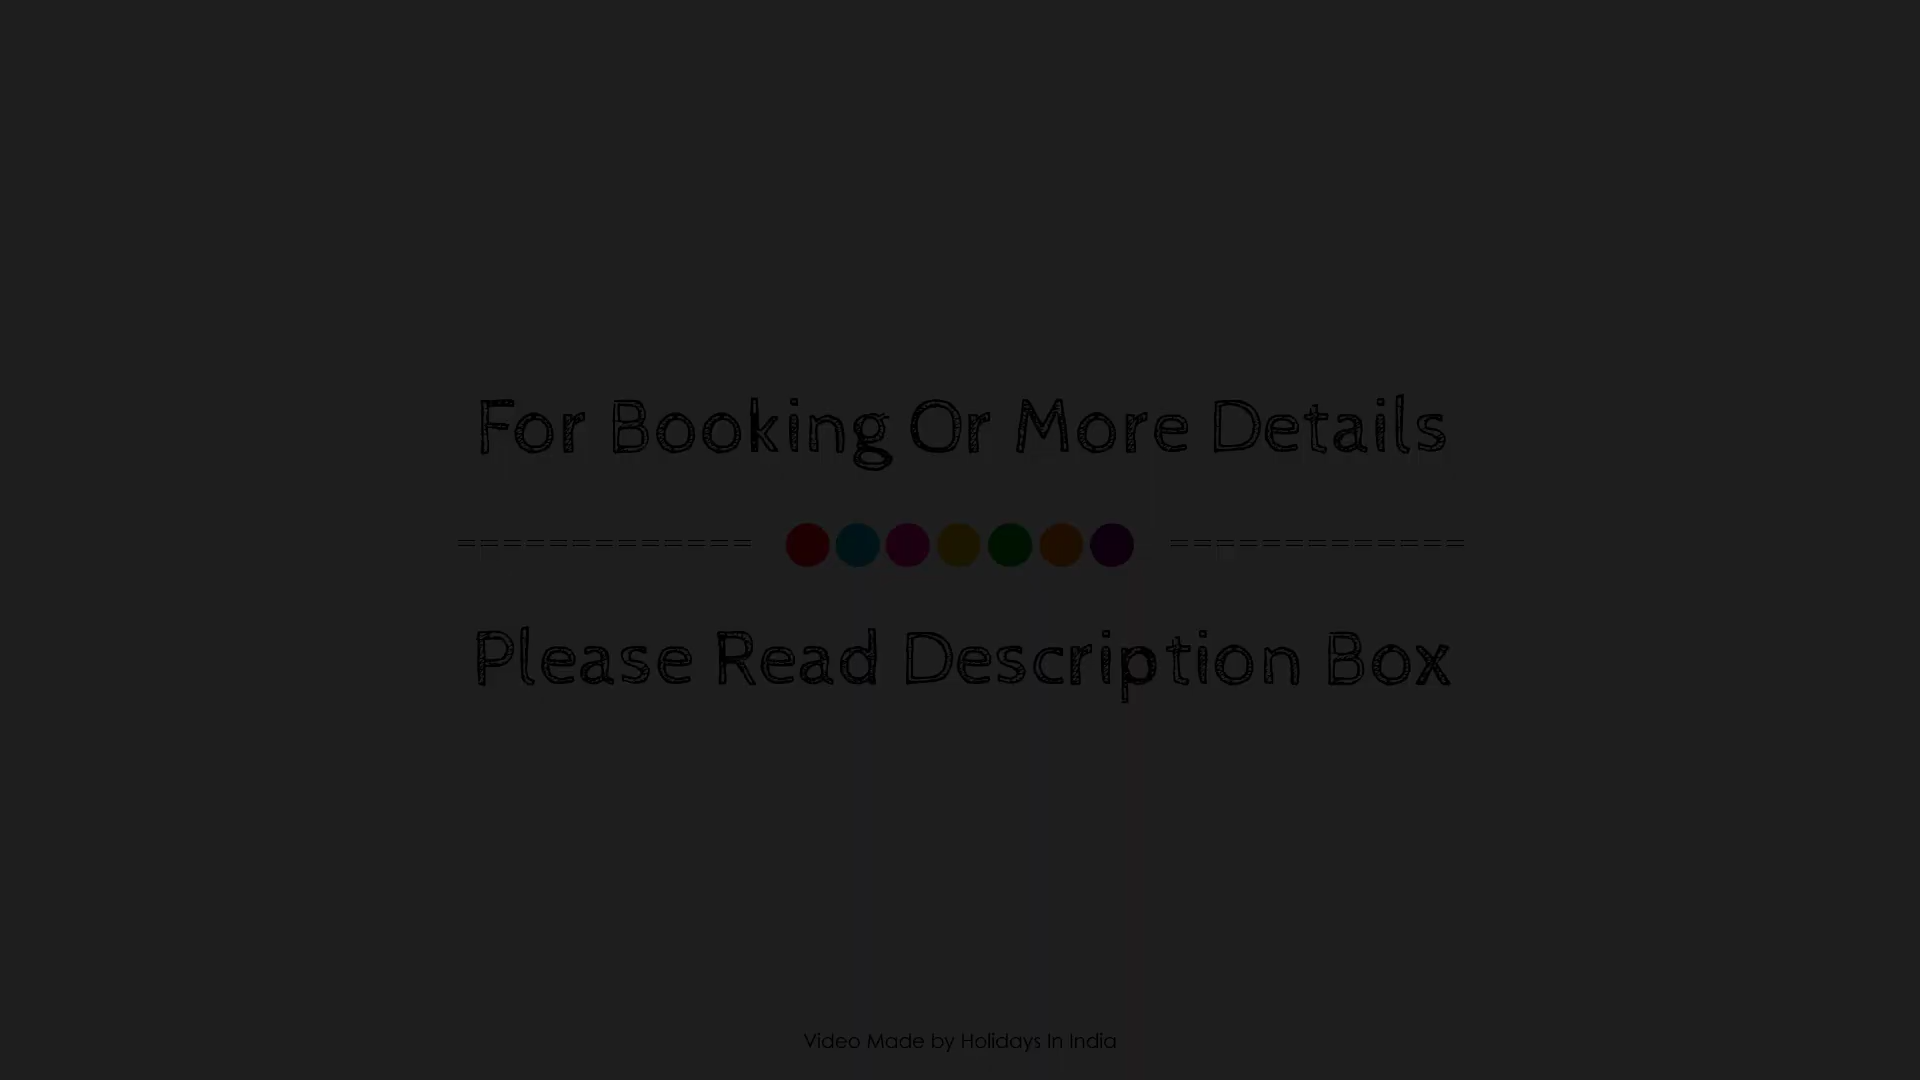 For Booking Or More Details
============= =============
Please Read Description Box
Video Made by Holidays In India